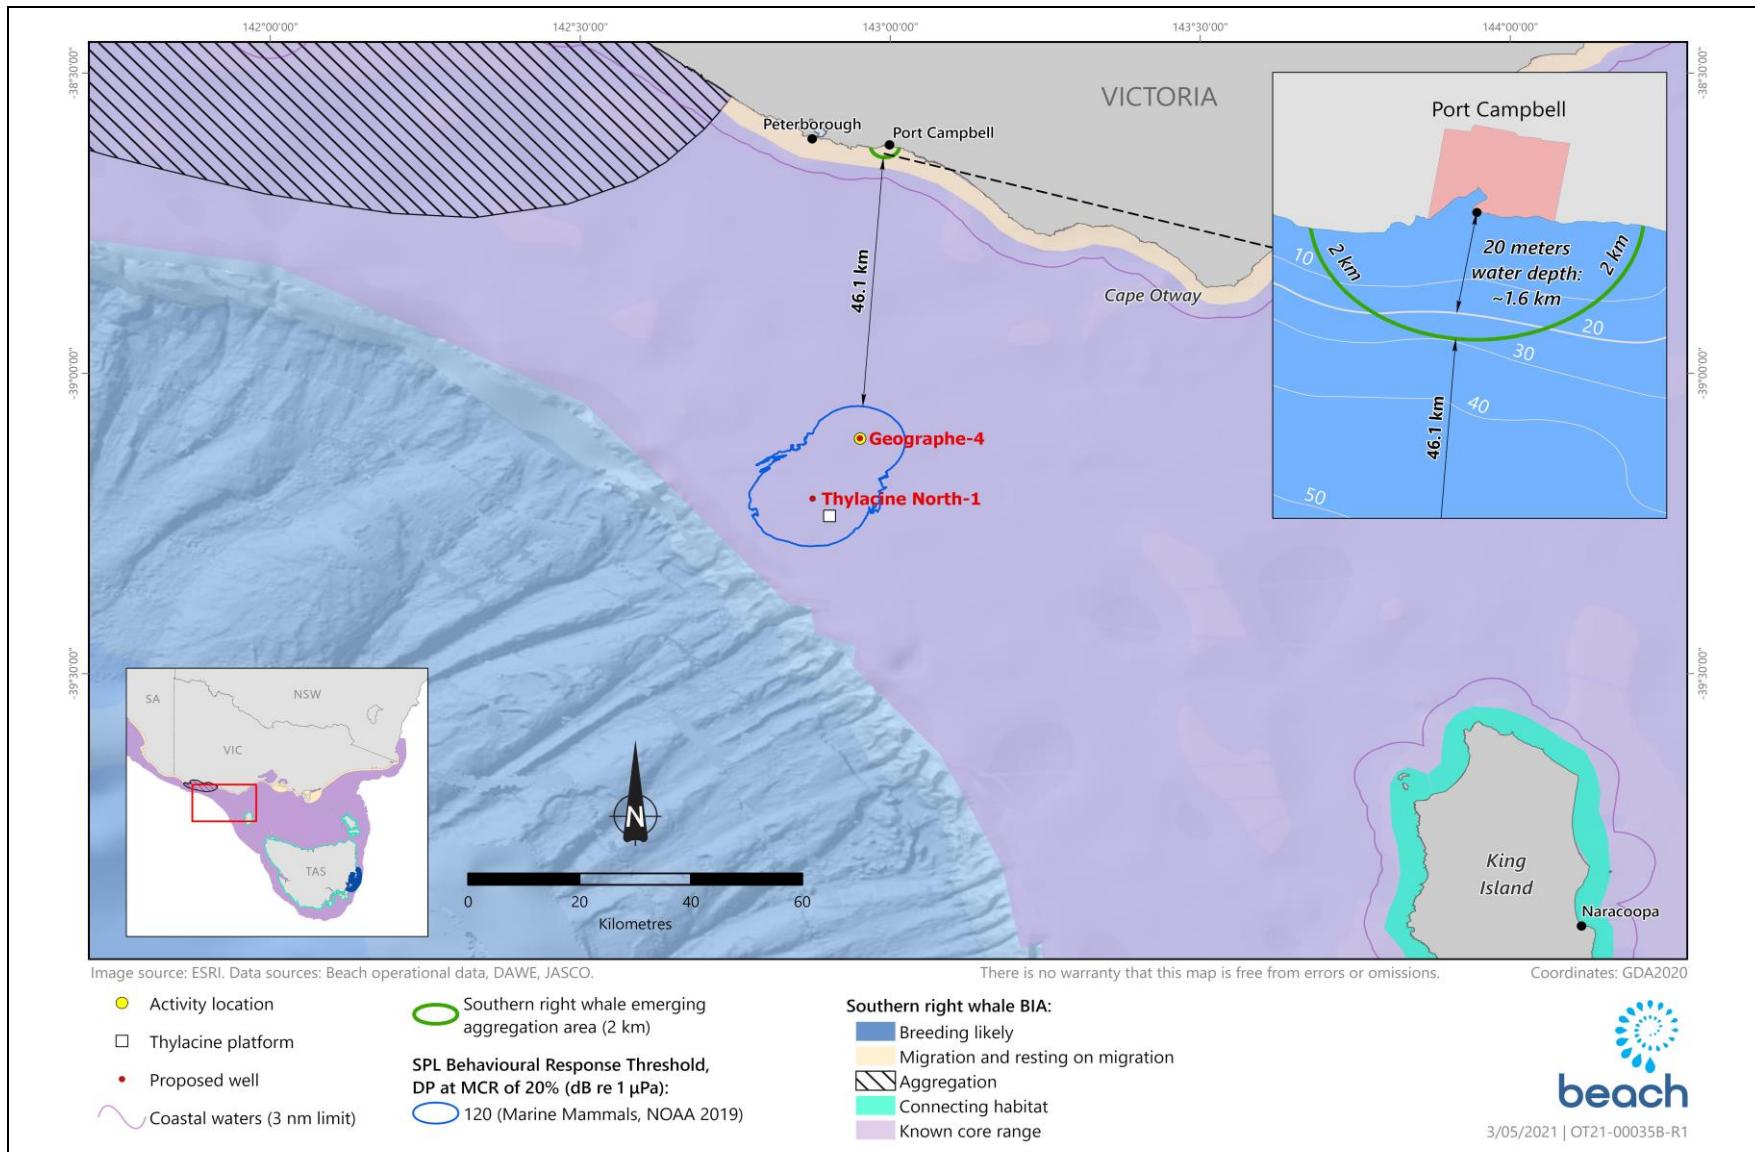 142°00'00"
142°30'00"
143°00'00"
143°30'00"
144°00'00"
-38°30'00"
-38°30'00"
VICTORIA
Port Campbell
Peterborough
Port Campbell
2 km
20 meters
water depth:
~1.6 km
2 km
10
20
30
40
50
46.1 km
46.1 km
Cape Otway
-39°00'00"
-39°00'00"
Geographe-4
Thylacine North-1
-39°30'00"
-39°30'00"
SA
NSW
VIC
TAS
N
0
20
40
60
Kilometres
King
Island
Naracoopa
Image source: ESRI. Data sources: Beach operational data, DAWE, JASCO.
There is no warranty that this map is free from errors or omissions.
Coordinates: GDA2020
Activity location
Thylacine platform
Proposed well
Coastal waters (3 nm limit)
Southern right whale emerging
aggregation area (2 km)
SPL Behavioural Response Threshold,
DP at MCR of 20% (dB re 1 µPa):
120 (Marine Mammals, NOAA 2019)
Southern right whale BIA:
Breeding likely
Migration and resting on migration
Aggregation
Connecting habitat
Known core range
beach
3/05/2021 | OT21-00035B-R1